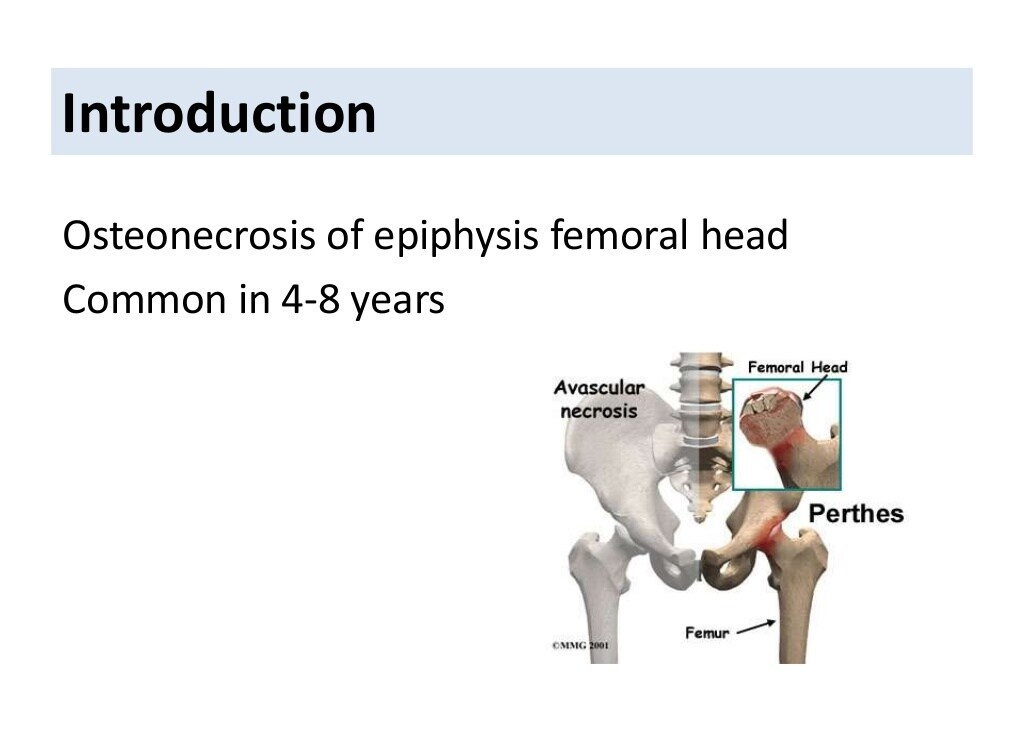 Introduction
Osteonecrosis of epiphysis femoral head
Common in 4-8 years
Femoral Head
Avascular
necrosis
Perthes
Femur
©MMG 2001